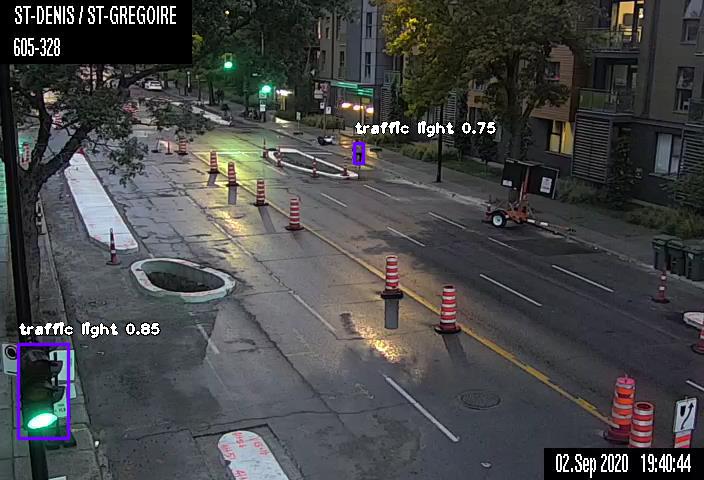 ST-DENIS / ST-GREGOIRE
605-328
traffic light 0.75
traffic light 0.85
02.Sep 2020 19:40:44